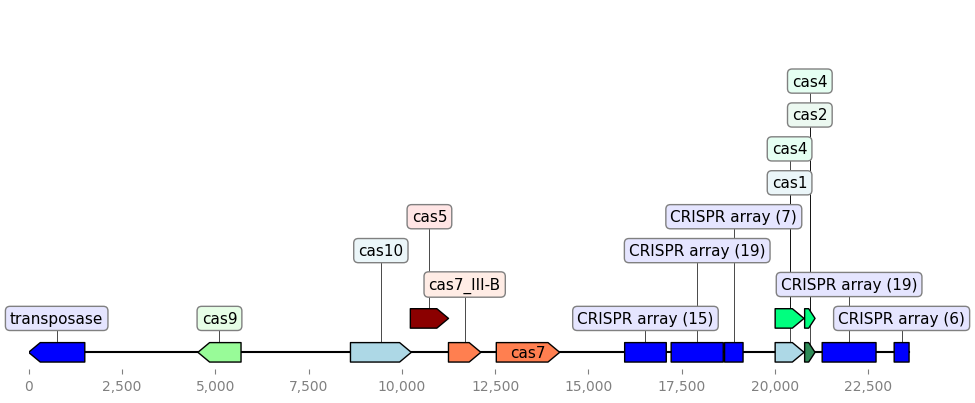 cas4
cas2
cas4
cas1
cas5
CRISPR array (7)
cas10
CRISPR array (19)
cas7_III-B
CRISPR array (19)
transposase
cas9
CRISPR array (15)
CRISPR array (6)
cas7
0 2,500 5,000 7,500 10,000 12,500 15,000 17,500 20,000 22,500